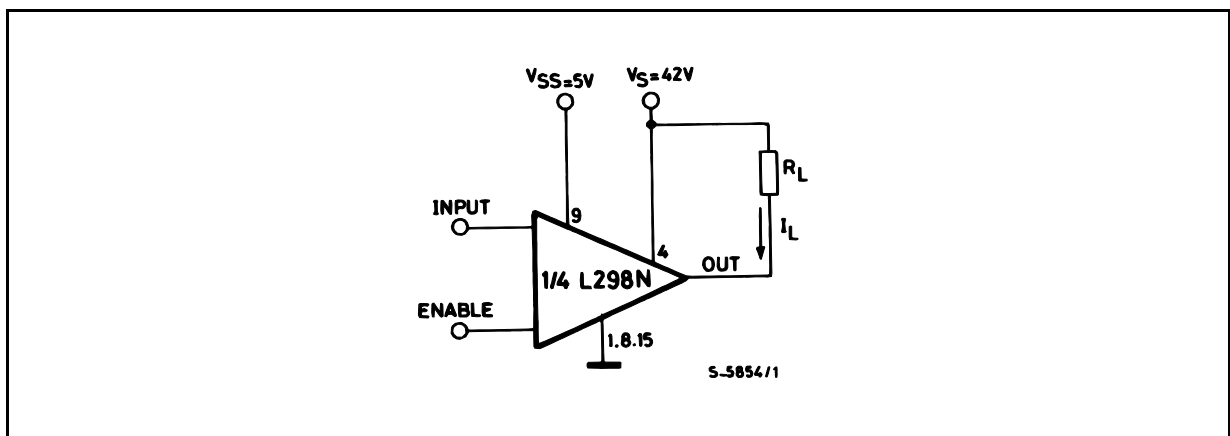 VSS=5V
VS=42V
RL
INPUT
9
IL
4
OUT
1/4 L298N
ENABLE
1.8.15
S-5854/1